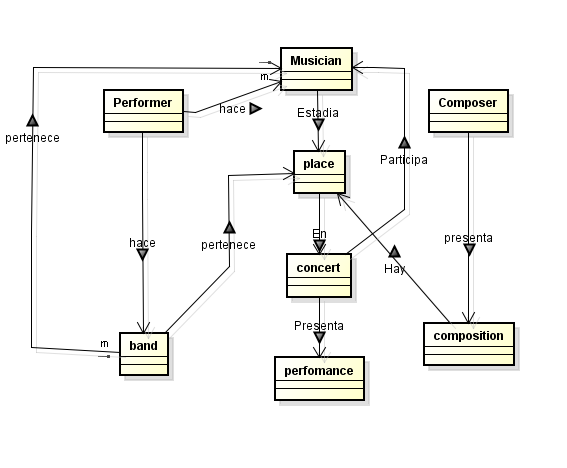 Musician
m
Performer
Composer
hace
Estadia
pertenece
Participa
place
En
presenta
hace
pertenece
concert
Hay
Presenta
m
band
composition
perfomance